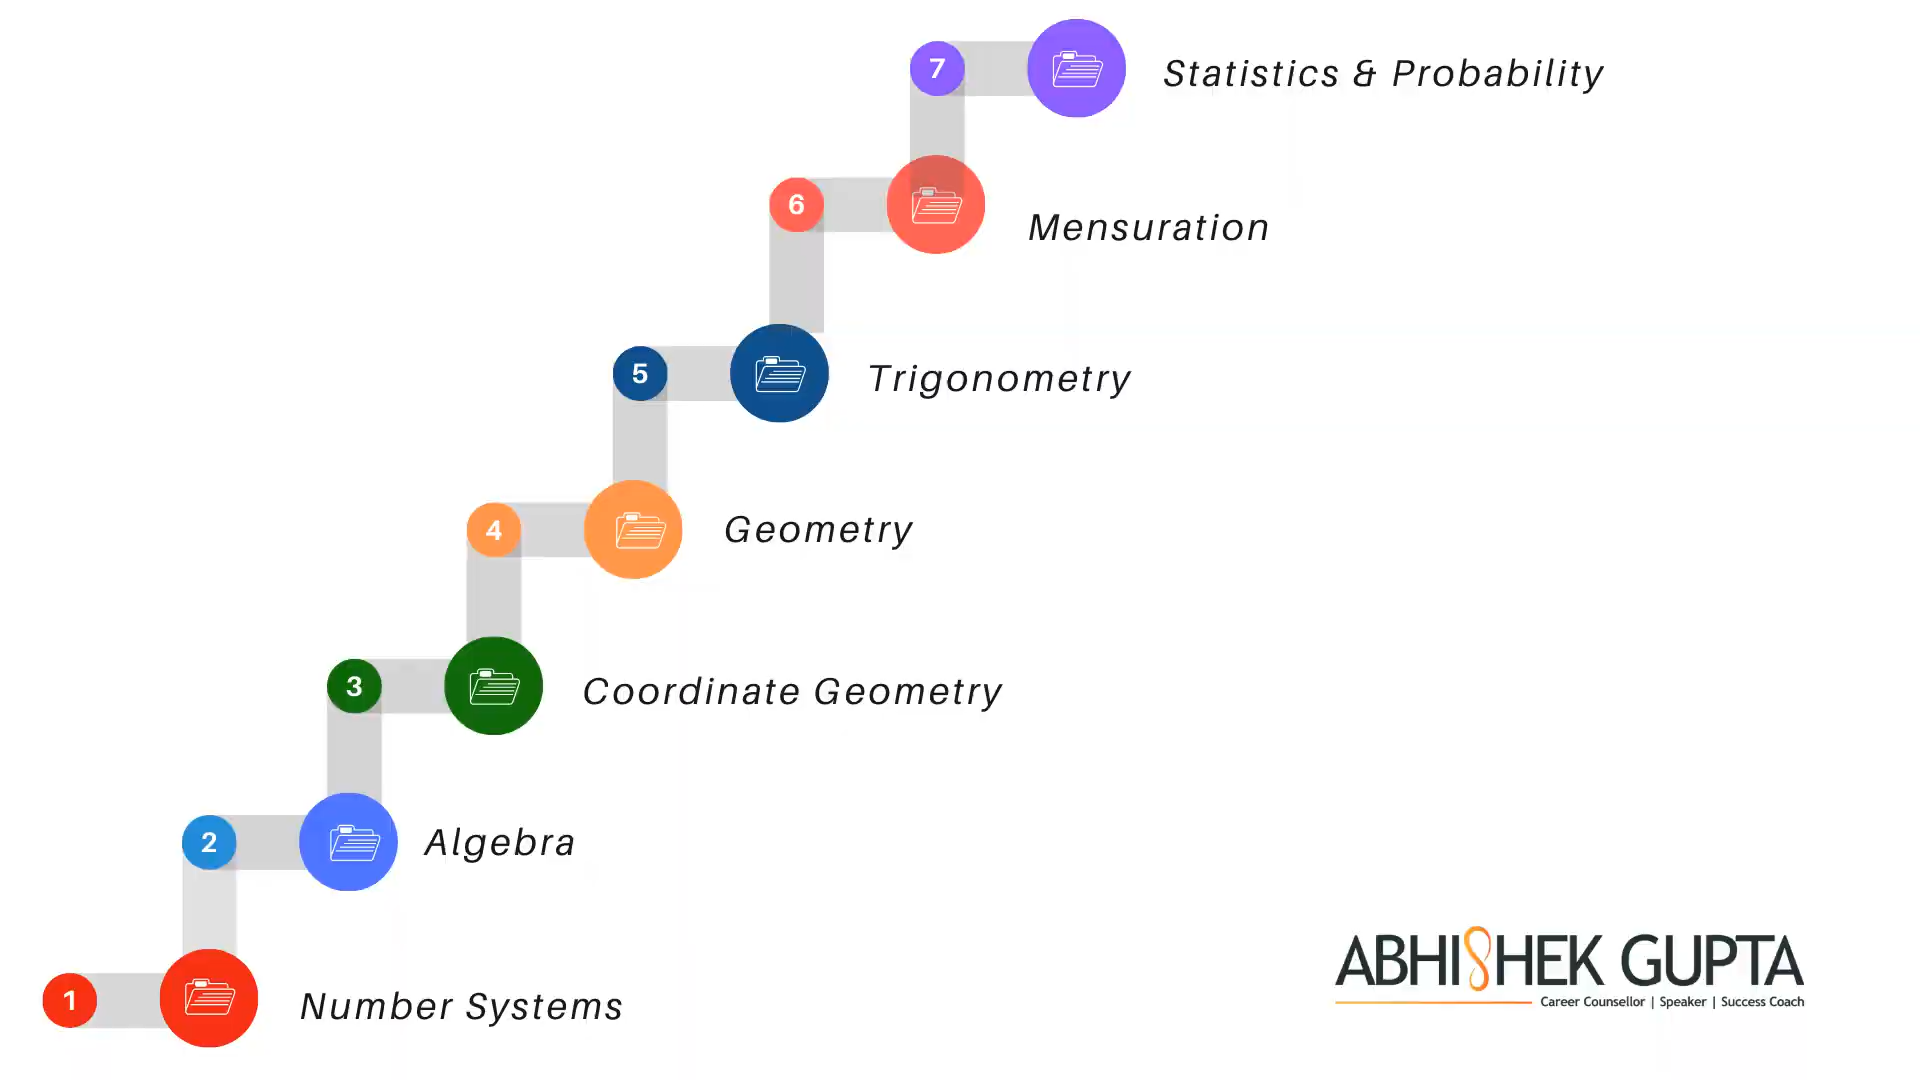 7 Statistics & Probability
6 Mensuration
5 Trigonometry
4 Geometry
3 Coordinate Geometry
2 Algebra
1 Number Systems
ABHISHEK GUPTA
Career Counsellor | Speaker | Success Coach